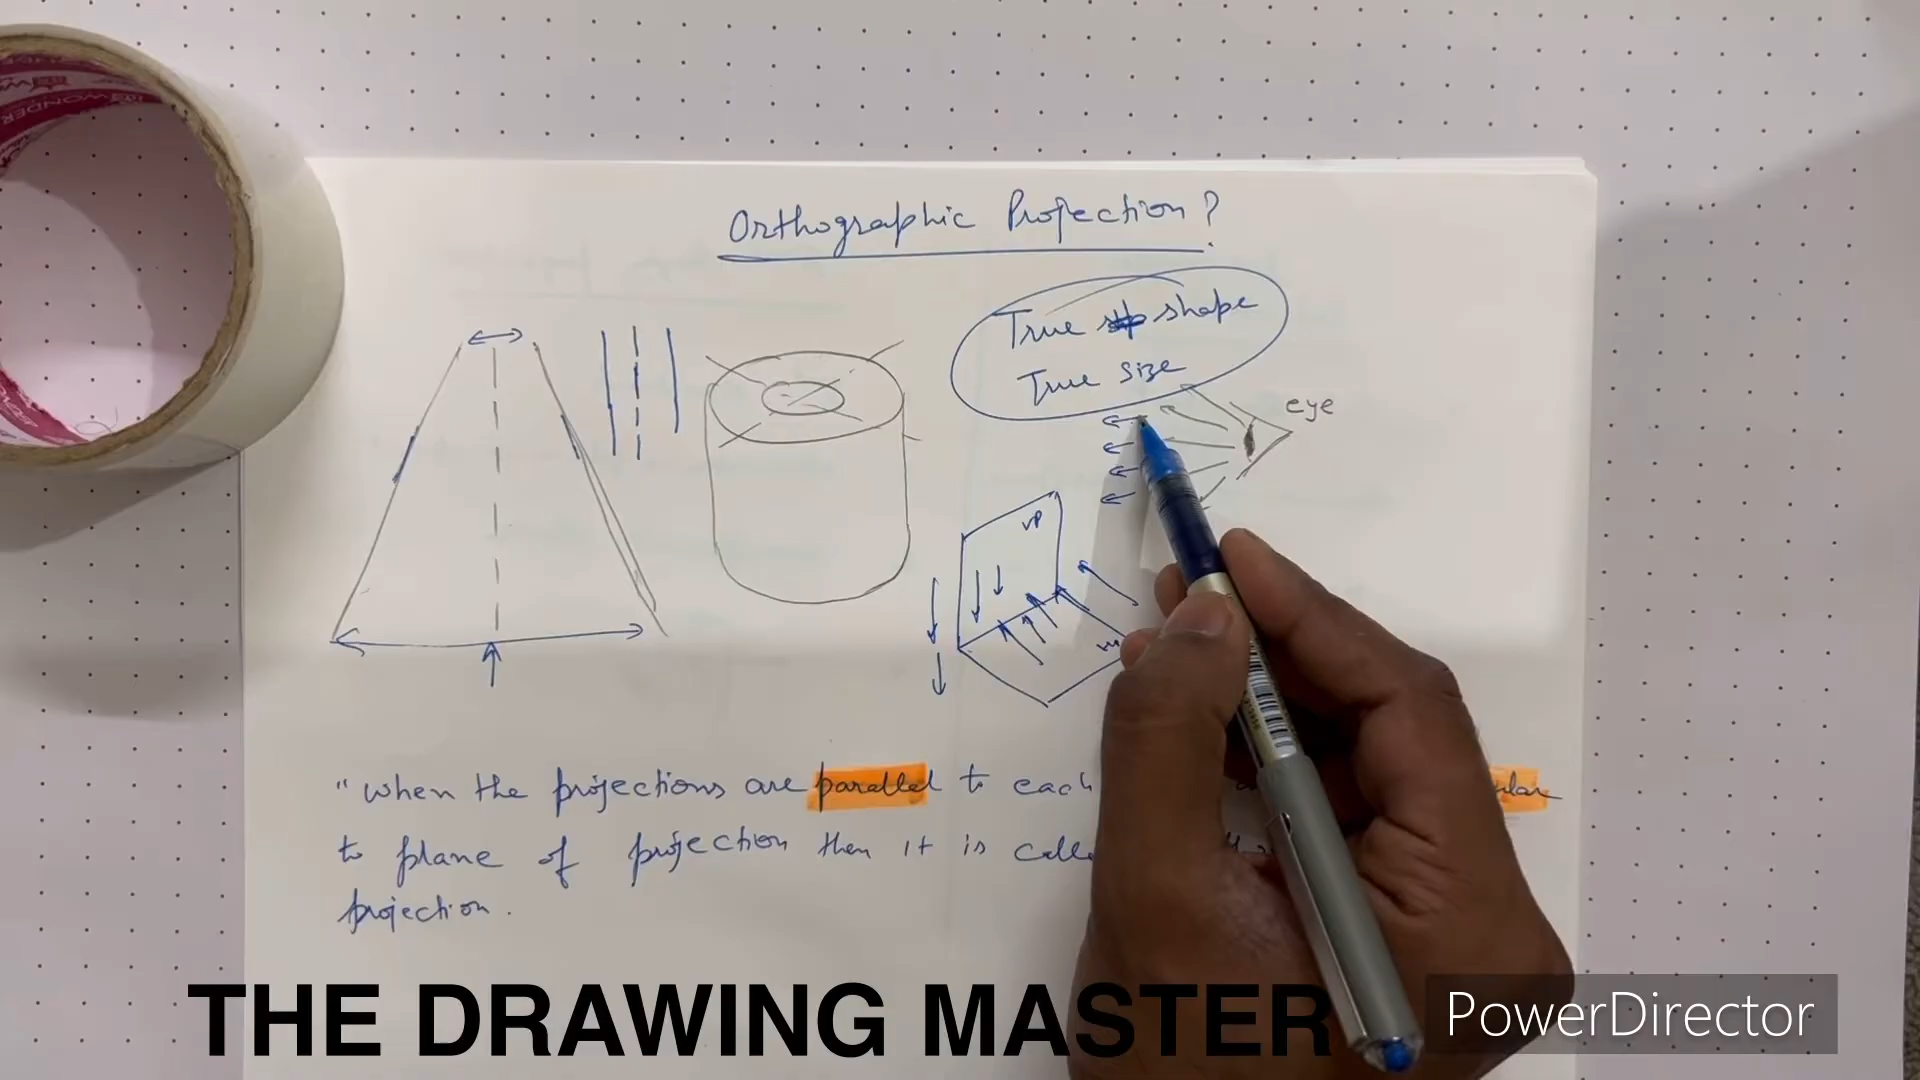 WONDER
Orthographic Projection?
True shape
True size
eye
VP
"When the projections are parallel to each
to plane of projection then it is
projection.
THE DRAWING MASTER
PowerDirector